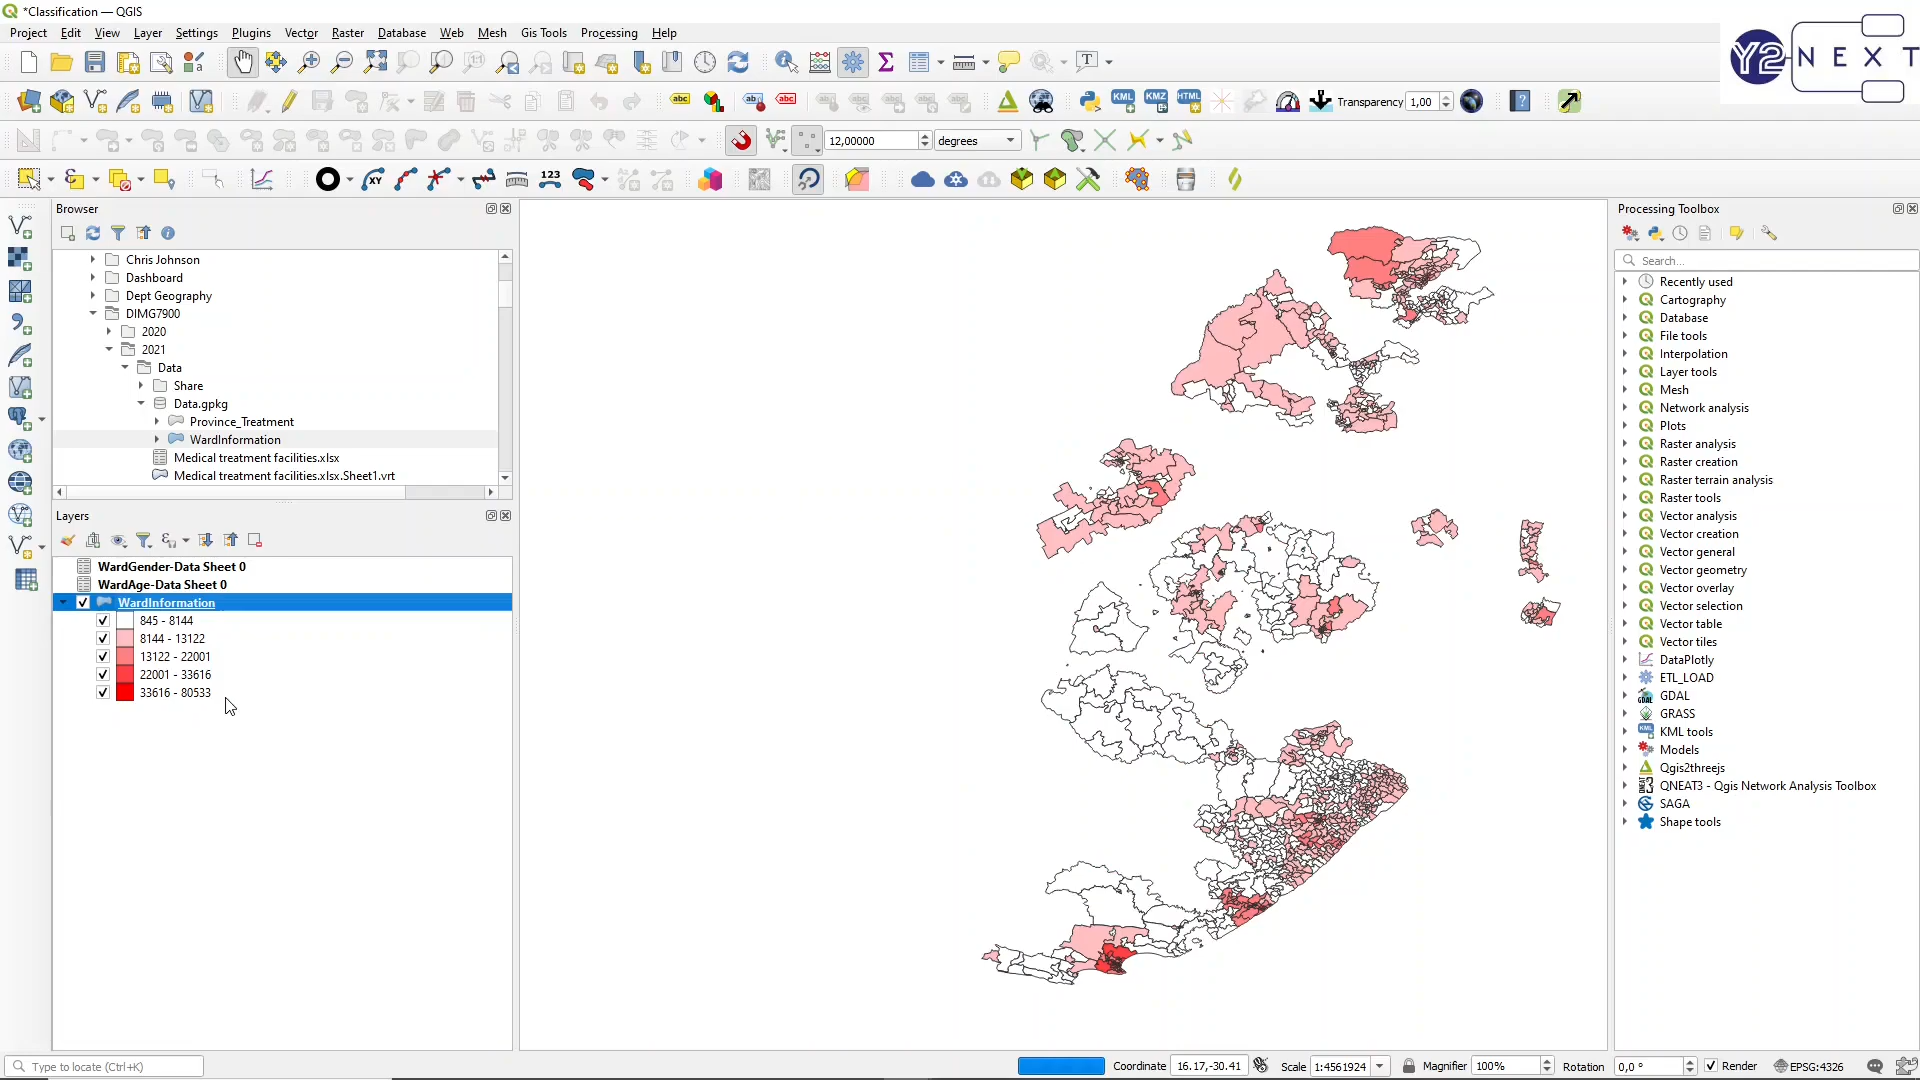 *Classification — QGIS
Project Edit View Layer Settings Plugins Vector Raster Database Web Mesh Gis Tools Processing Help
Y2 NEXT
Transparency 1,00
12,00000 degrees
Browser
Chris Johnson
Dashboard
Dept Geography
DIMG7900
2020
2021
Data
Share
Data.gpkg
Province_Treatment
WardInformation
Medical treatment facilities.xlsx
Medical treatment facilities.xlsx.Sheet1.vrt
Layers
WardGender-Data Sheet 0
WardAge-Data Sheet 0
WardInformation
845 - 8144
8144 - 13122
13122 - 22001
22001 - 33616
33616 - 80533
Processing Toolbox
Search...
Recently used
Cartography
Database
File tools
Interpolation
Layer tools
Mesh
Network analysis
Plots
Raster analysis
Raster creation
Raster terrain analysis
Raster tools
Vector analysis
Vector creation
Vector general
Vector geometry
Vector overlay
Vector selection
Vector table
Vector tiles
DataPlotly
ETL_LOAD
GDAL
GRASS
KML tools
Models
Qgis2threejs
QNEAT3 - Qgis Network Analysis Toolbox
SAGA
Shape tools
Type to locate (Ctrl+K)
Coordinate 16.17,-30.41 Scale 1:4561924 Magnifier 100% Rotation 0,0 ° Render EPSG:4326